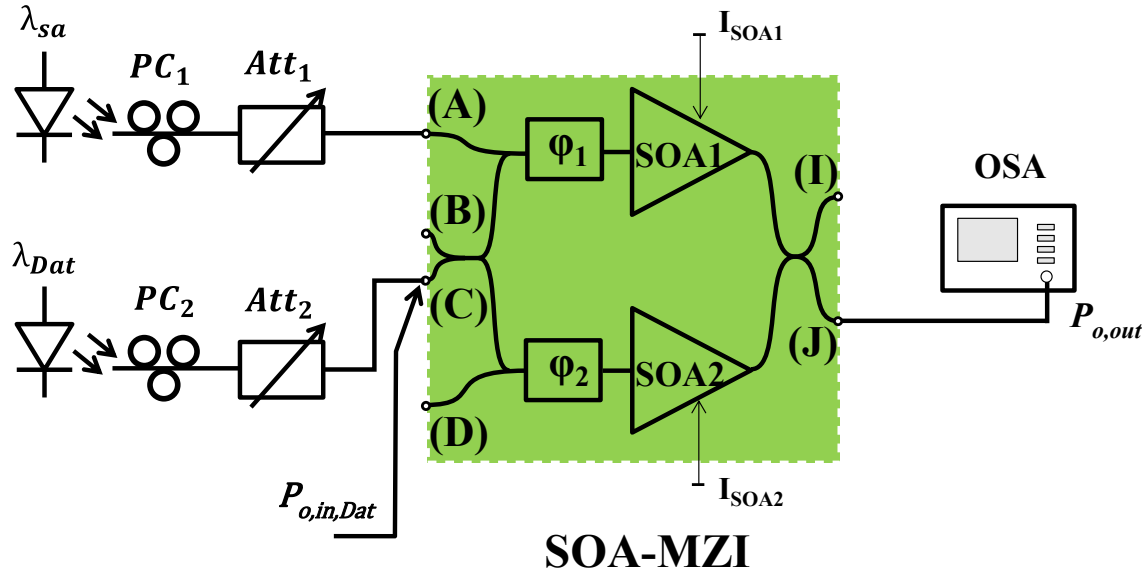 λsa
PC1
Att1
ISOA1
(A)
φ1
SOA1
(I)
OSA
(B)
λDat
PC2
Att2
(C)
Po,out
(J)
φ2
SOA2
(D)
Po,in,Dat
ISOA2
SOA-MZI